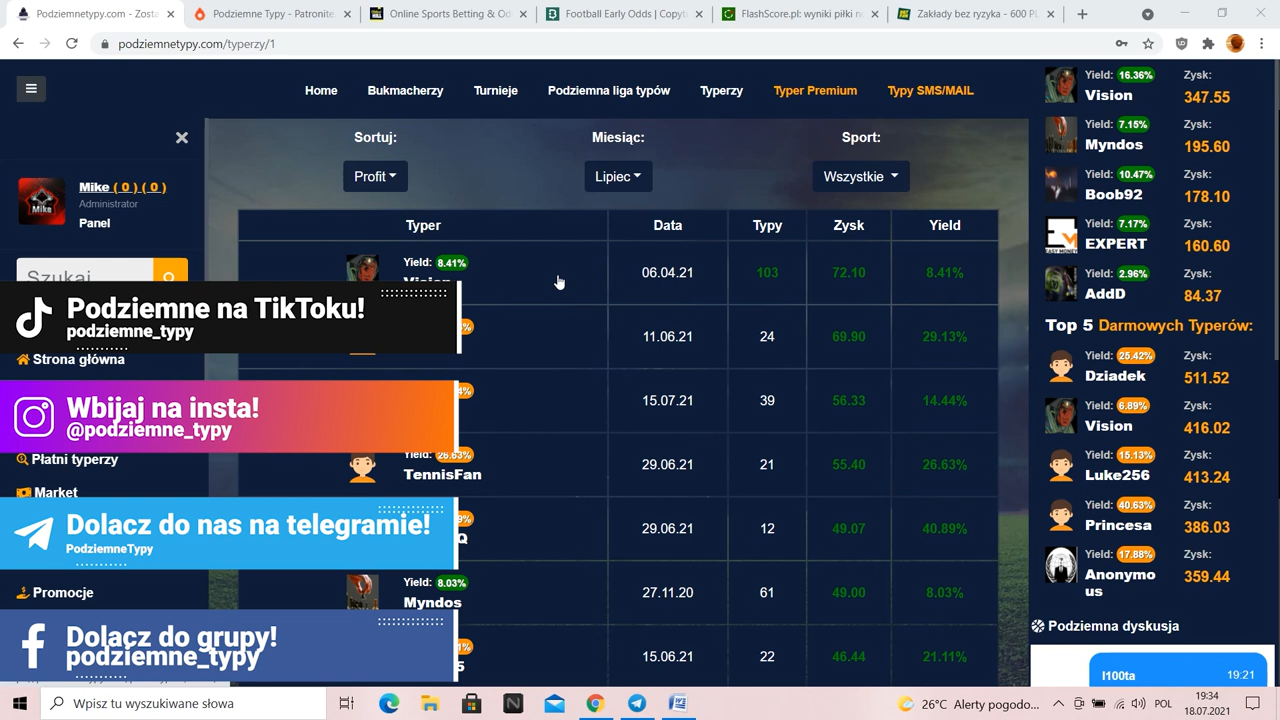 Podziemnetypy.com - Zosta
Podziemne Typy - Patronite
Online Sports Betting & Od
Football Early Odds | Copyt
FlashScore.pl: wyniki piłki n
Zakłady bez ryzyka - 600 PL
podziemnetypy.com/typerzy/1
Home
Bukmacherzy
Turnieje
Podziemna liga typów
Typerzy
Typer Premium
Typy SMS/MAIL
Mike ( 0 ) ( 0 )
Administrator
Panel
Szukaj
Podziemne na TikToku!
podziemne_typy
Strona główna
Wbijaj na insta!
@podziemne_typy
Płatni typerzy
Market
Dolacz do nas na telegramie!
PodziemneTypy
Promocje
Dolacz do grupy!
podziemne_typy
Sortuj:
Miesiąc:
Sport:
Profit
Lipiec
Wszystkie
Typer
Data
Typy
Zysk
Yield
Yield: 8.41%
Vision
06.04.21
103
72.10
8.41%
11.06.21
24
69.90
29.13%
15.07.21
39
56.33
14.44%
Yield: 26.63%
TennisFan
29.06.21
21
55.40
26.63%
Q
29.06.21
12
49.07
40.89%
Yield: 8.03%
Myndos
27.11.20
61
49.00
8.03%
5
15.06.21
22
46.44
21.11%
Yield: 16.36%
Vision
Zysk:
347.55
Yield: 7.15%
Myndos
Zysk:
195.60
Yield: 10.47%
Boob92
Zysk:
178.10
Yield: 7.17%
EXPERT
Zysk:
160.60
Yield: 2.96%
AddD
Zysk:
84.37
Top 5 Darmowych Typerów:
Yield: 25.42%
Dziadek
Zysk:
511.52
Yield: 6.89%
Vision
Zysk:
416.02
Yield: 15.13%
Luke256
Zysk:
413.24
Yield: 40.63%
Princesa
Zysk:
386.03
Yield: 17.88%
Anonymo
us
Zysk:
359.44
Podziemna dyskusja
l100ta
19:21
Wpisz tu wyszukiwane słowa
26°C Alerty pogodo...
POL
19:34
18.07.2021